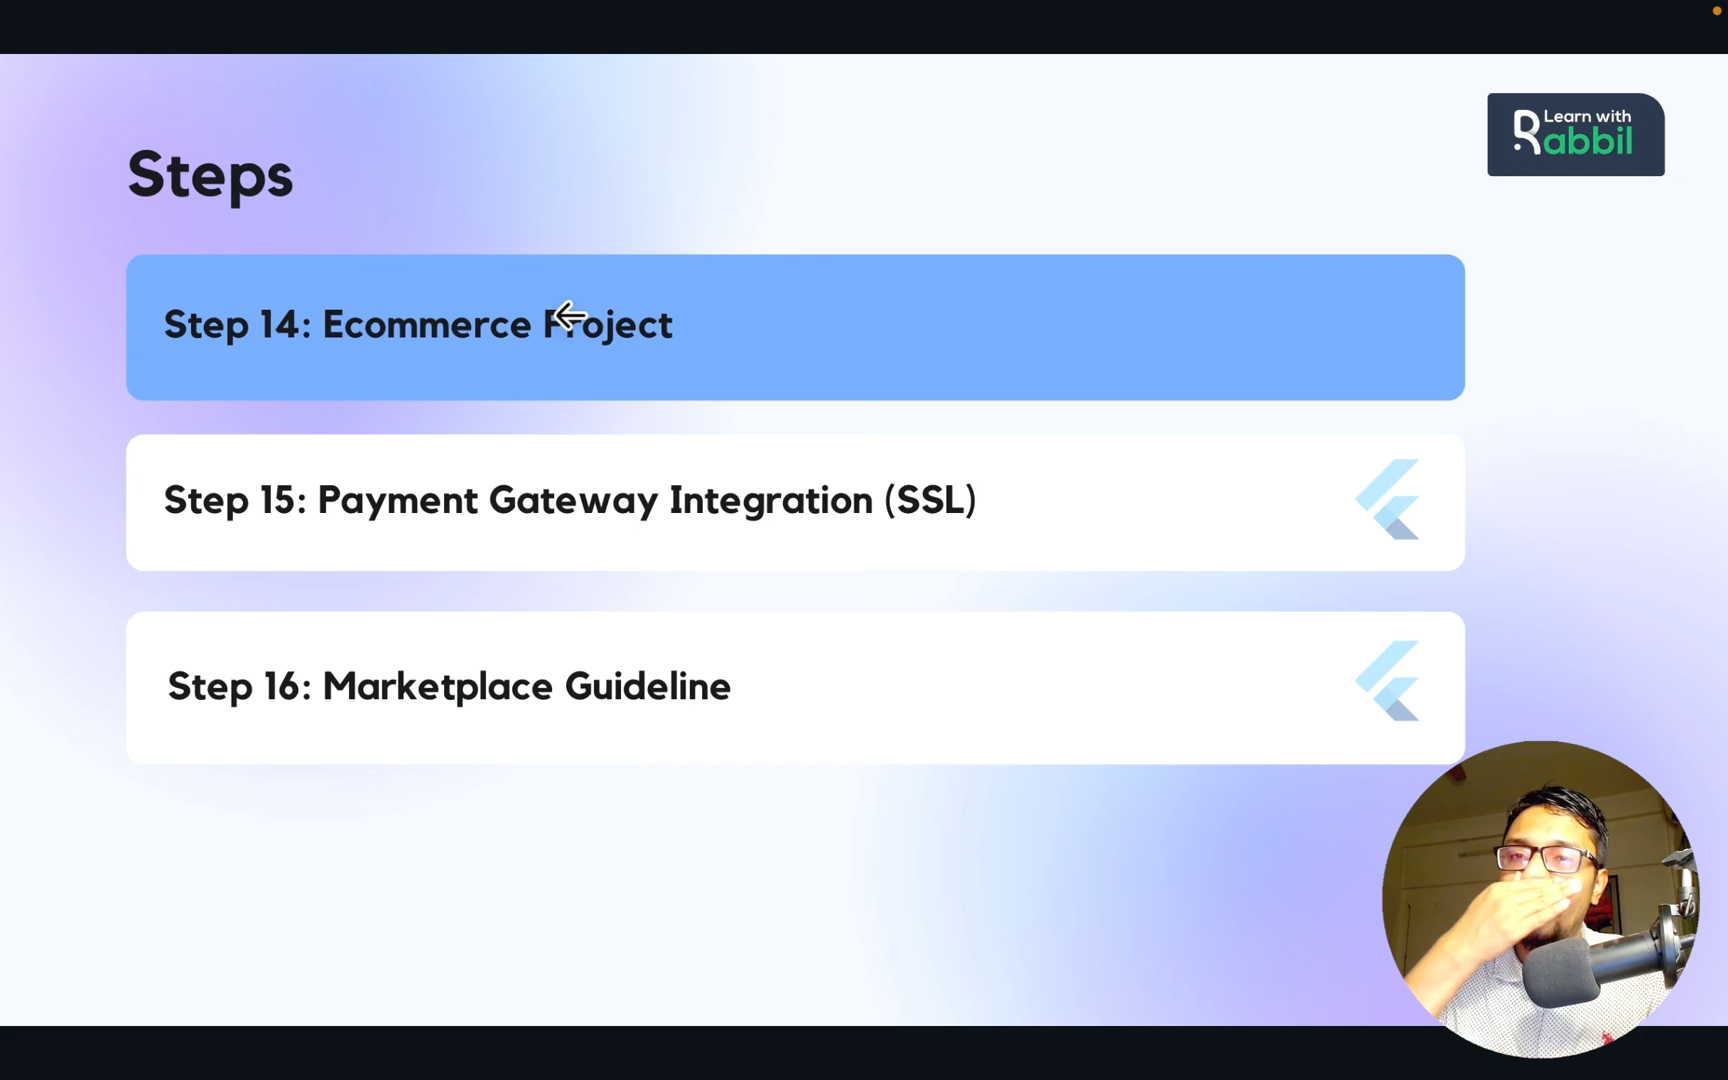 Learn with
Rabbil
Steps
Step 14: Ecommerce Project
Step 15: Payment Gateway Integration (SSL)
Step 16: Marketplace Guideline